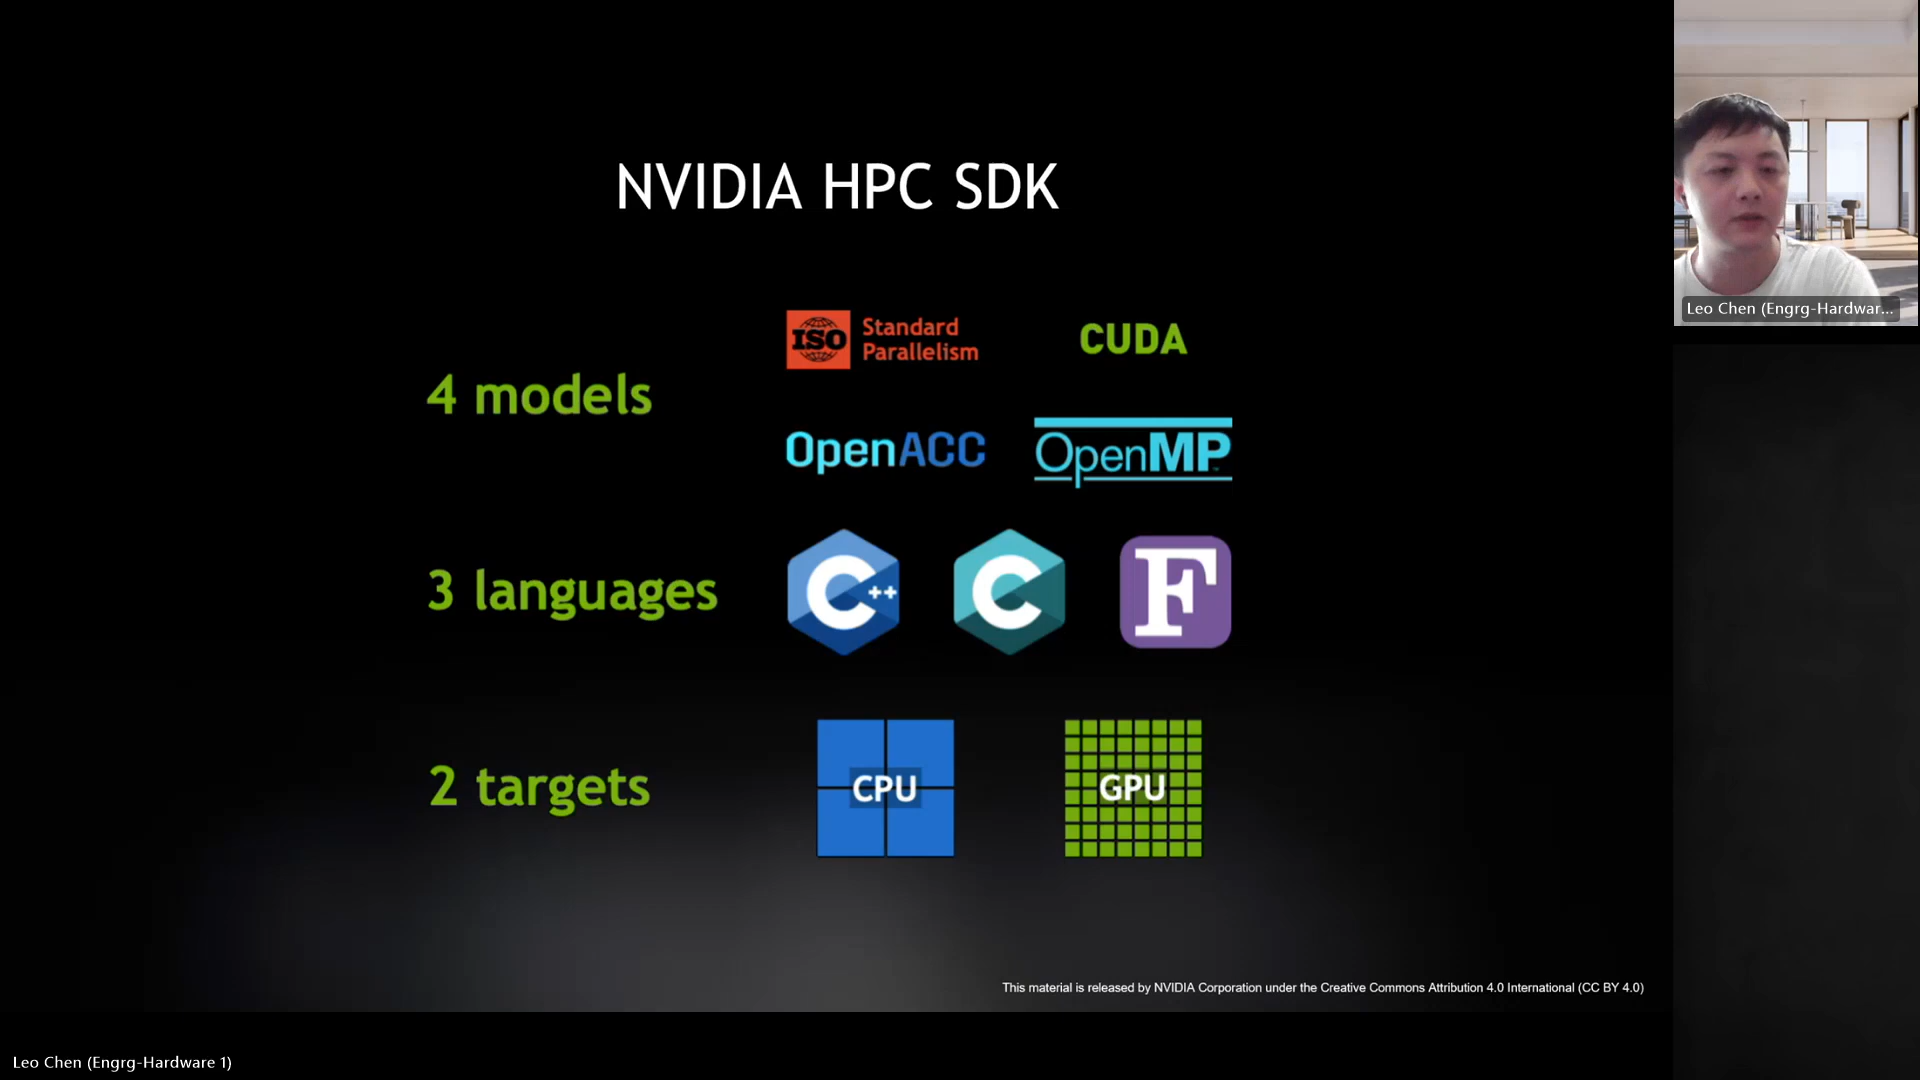 NVIDIA HPC SDK
4 models
ISO
Standard
Parallelism
CUDA
OpenACC
OpenMP™
3 languages
C++
C
F
2 targets
CPU
GPU
This material is released by NVIDIA Corporation under the Creative Commons Attribution 4.0 International (CC BY 4.0)
Leo Chen (Engrg-Hardwar...
Leo Chen (Engrg-Hardware 1)